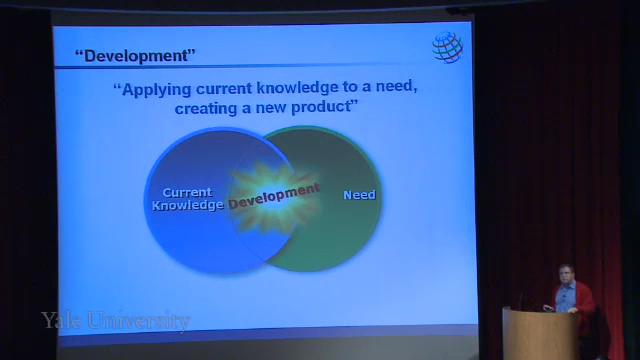 “Development”
“Applying current knowledge to a need,
creating a new product”
Current
Knowledge
Development
Need
Yale University